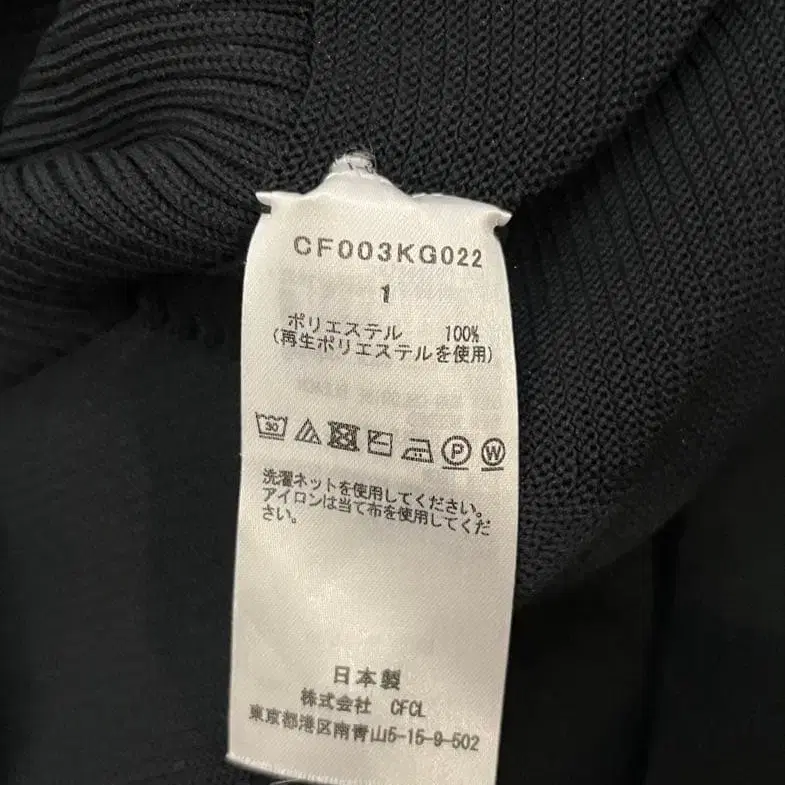 CF003KG022
1
ポリエステル 100%
(再生ポリエステルを使用)
30 P W
洗濯ネットを使用してください。
アイロンは当て布を使用してくだ
さい。
日本製
株式会社 CFCL
東京都港区南青山5-15-9-502